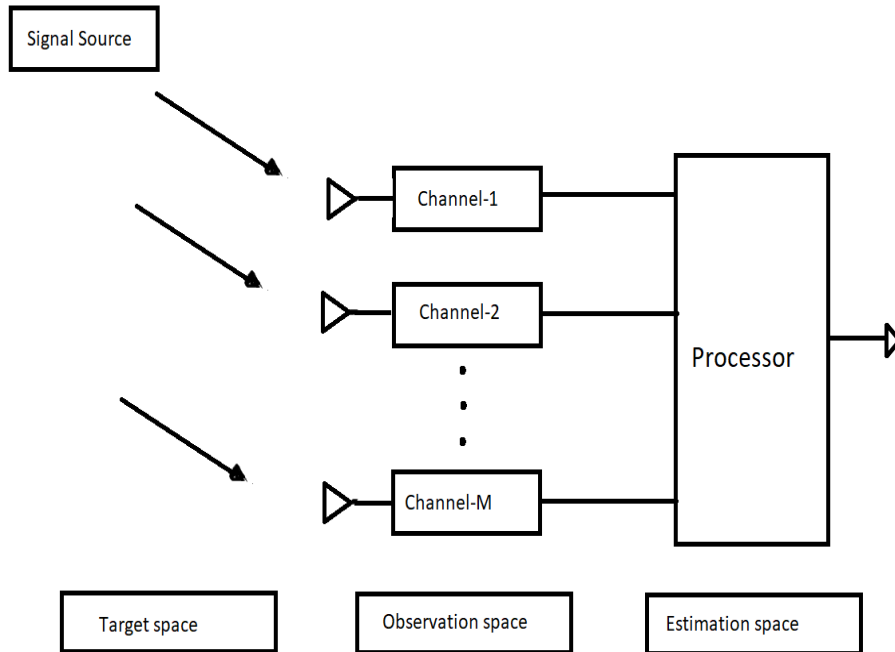 Signal Source
Channel-1
Channel-2
Processor
Channel-M
Target space
Observation space
Estimation space